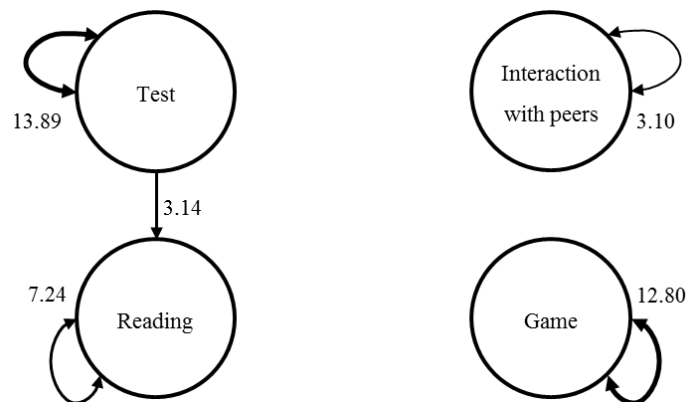 Test
13.89
Interaction
with peers
3.10
3.14
7.24
Reading
Game
12.80